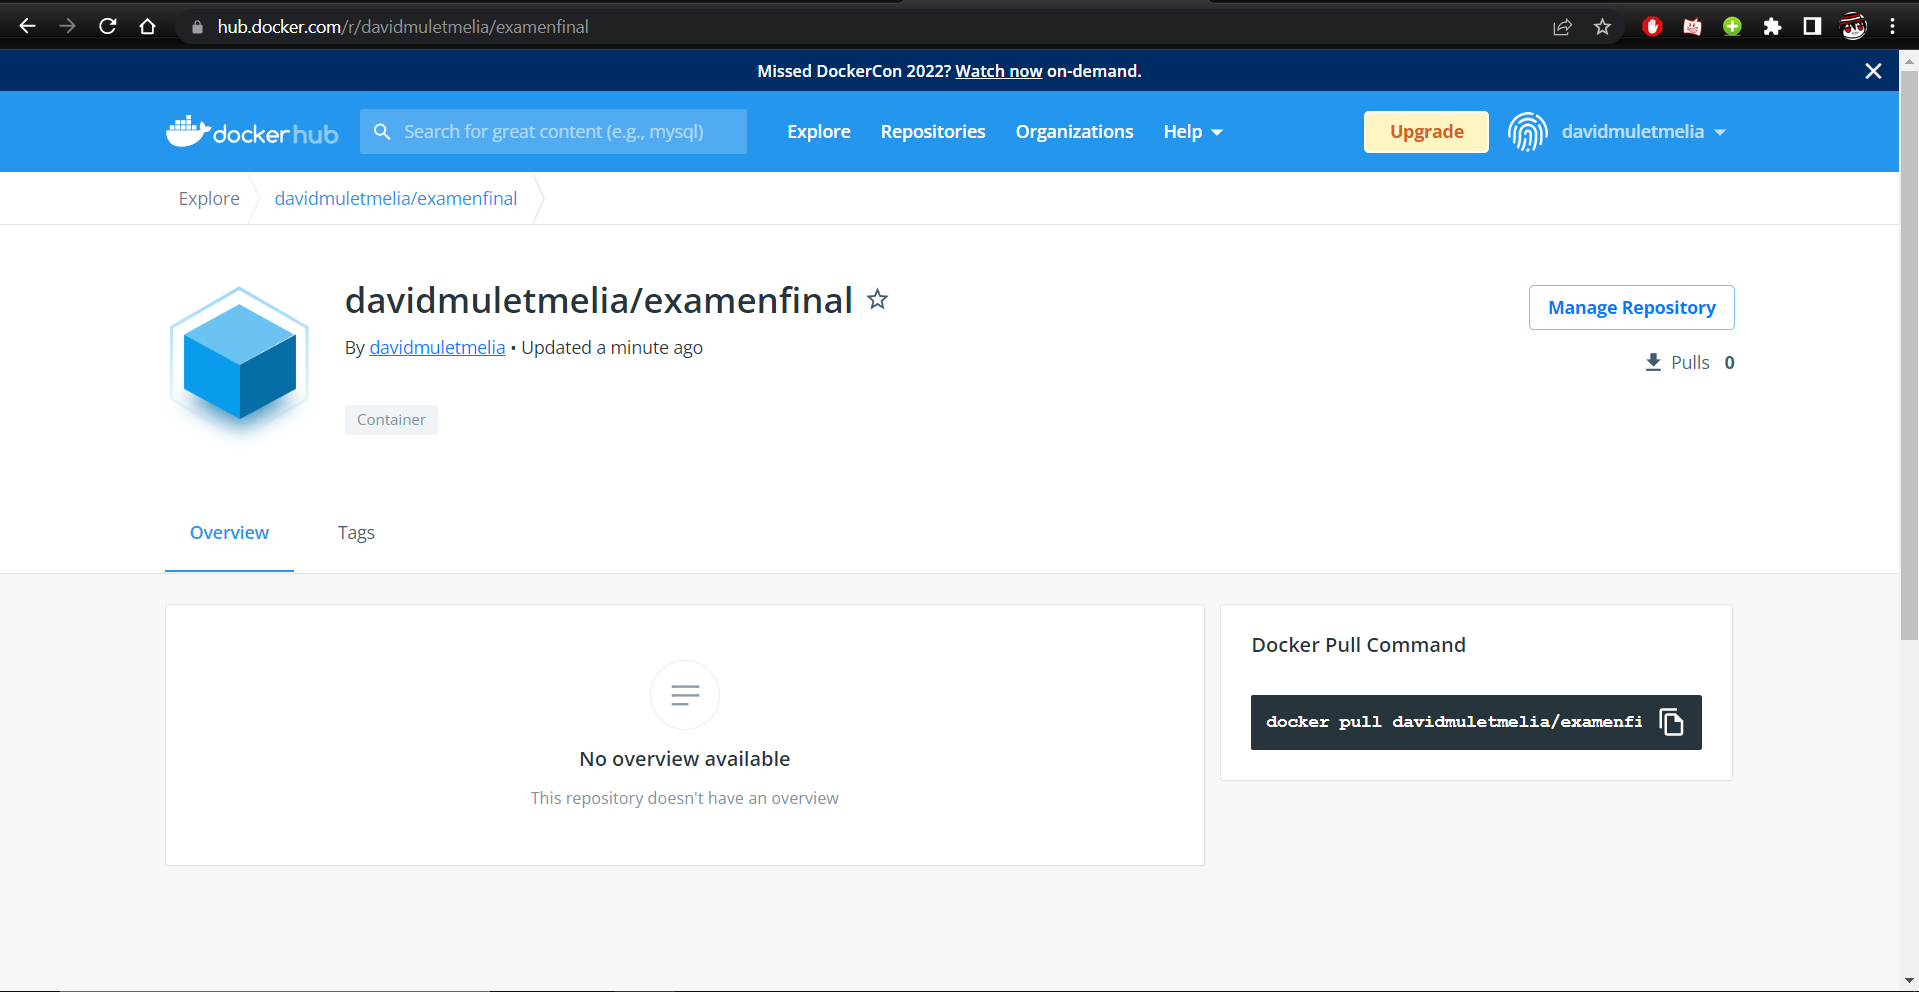 hub.docker.com/r/davidmuletmelia/examenfinal
Missed DockerCon 2022? Watch now on-demand.
docker hub
Search for great content (e.g., mysql)
Explore
Repositories
Organizations
Help
Upgrade
davidmuletmelia
Explore
davidmuletmelia/examenfinal
davidmuletmelia/examenfinal
Manage Repository
By davidmuletmelia • Updated a minute ago
Pulls 0
Container
Overview
Tags
Docker Pull Command
docker pull davidmuletmelia/examenfi
No overview available
This repository doesn't have an overview